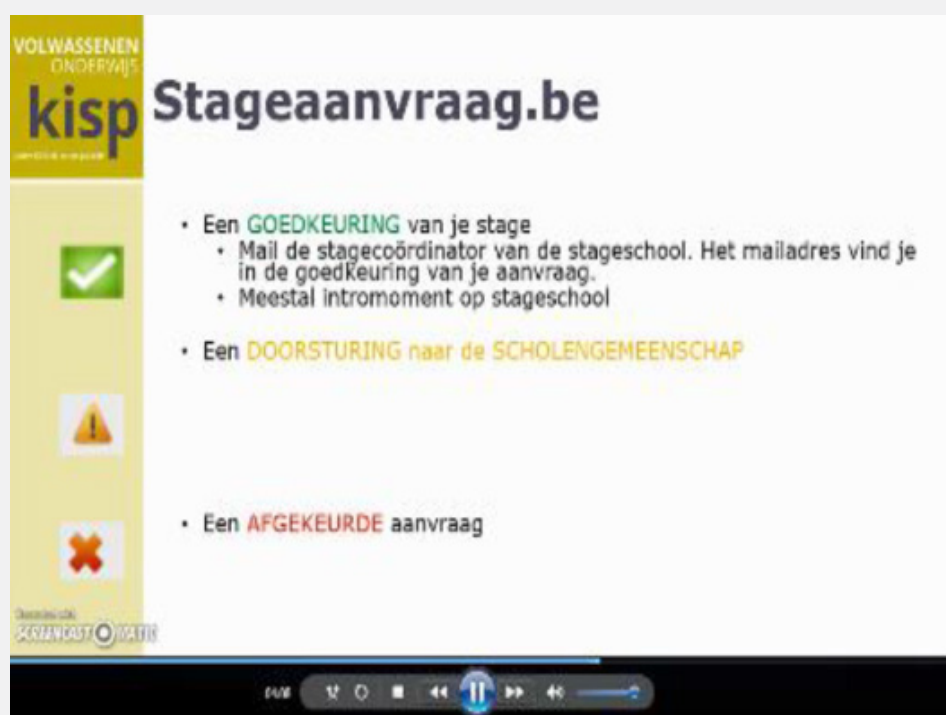 VOLWASSENEN
ONDERWIJS
kisp
Stageaanvraag.be
• Een GOEDKEURING van je stage
• Mail de stagecoördinator van de stageschool. Het mailadres vind je
in de goedkeuring van je aanvraag.
• Meestal intromoment op stageschool
• Een DOORSTURING naar de SCHOLENGEMEENSCHAP
• Een AFGEKEURDE aanvraag
SCREENCAST MATIC